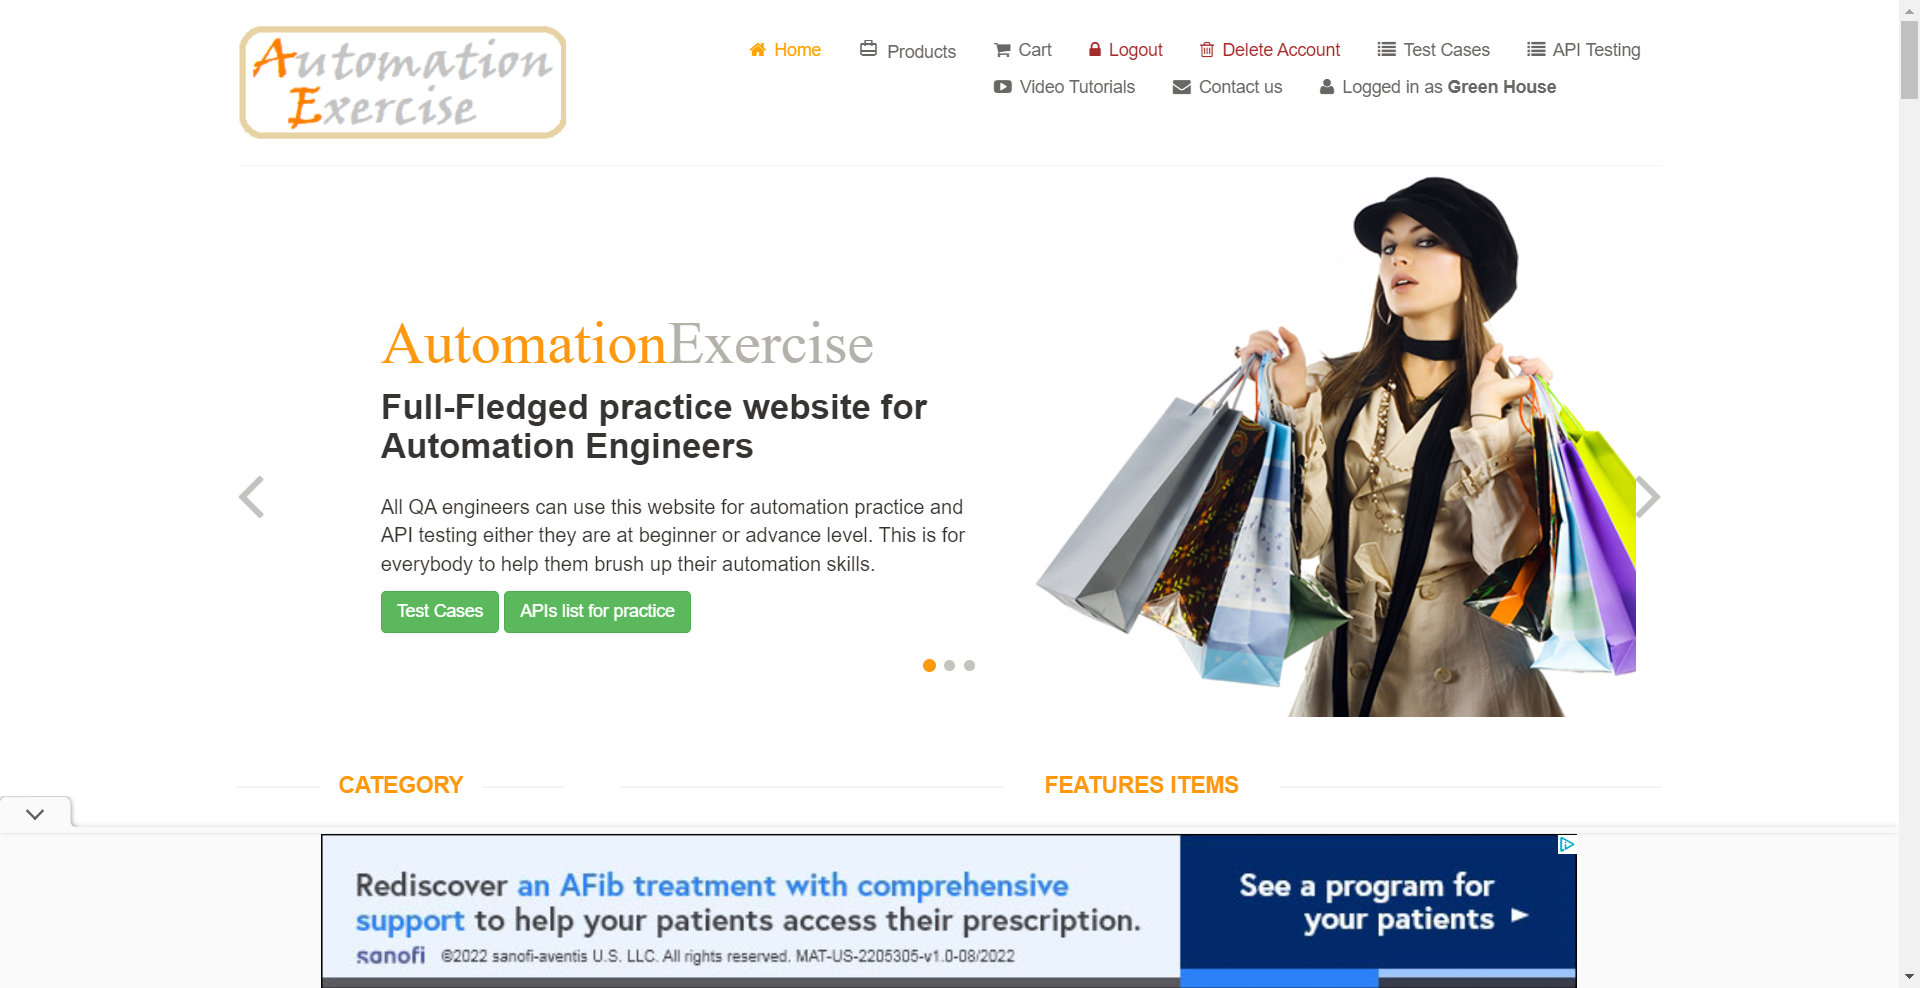 Automation
Exercise
Home Products Cart Logout Delete Account Test Cases API Testing
Video Tutorials Contact us Logged in as Green House
AutomationExercise
Full-Fledged practice website for
Automation Engineers
All QA engineers can use this website for automation practice and
API testing either they are at beginner or advance level. This is for
everybody to help them brush up their automation skills.
Test Cases APIs list for practice
CATEGORY
FEATURES ITEMS
Rediscover an AFib treatment with comprehensive
support to help your patients access their prescription.
sanofi ©2022 sanofi-aventis U.S. LLC. All rights reserved. MAT-US-2205305-v1.0-08/2022
See a program for
your patients